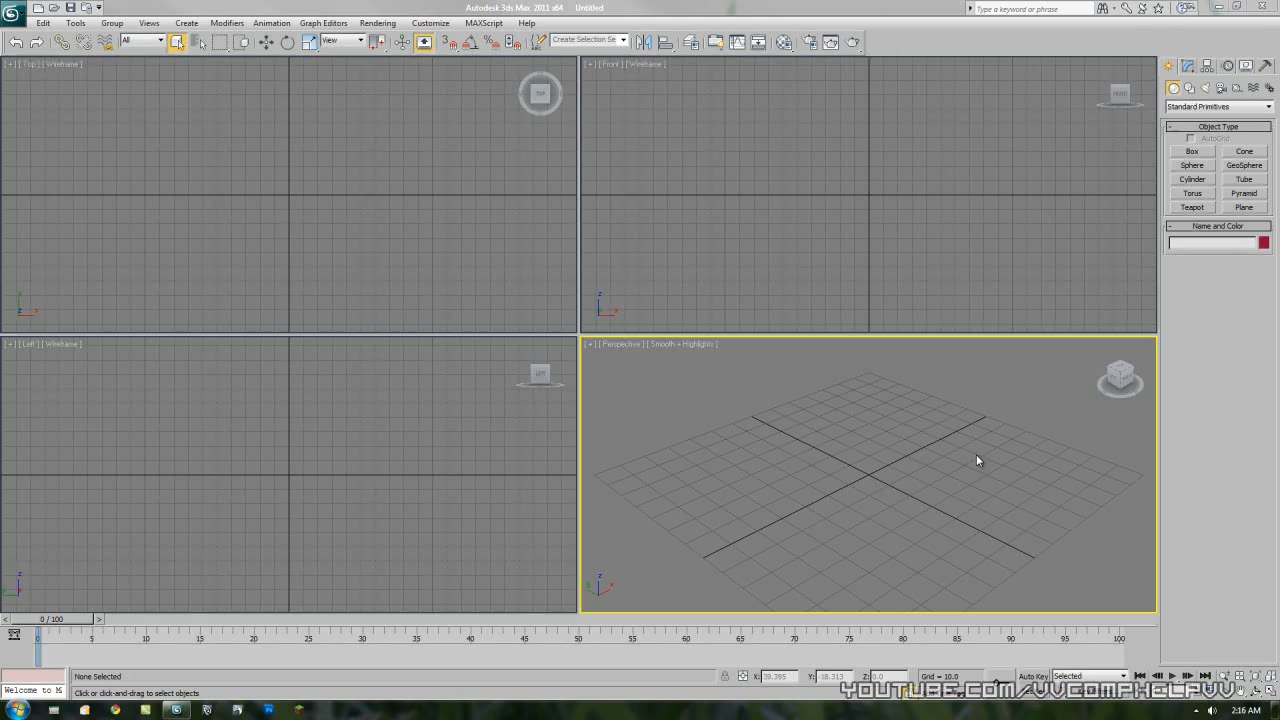 Autodesk 3ds Max 2011 x64 Untitled
Type a keyword or phrase
Edit Tools Group Views Create Modifiers Animation Graph Editors Rendering Customize MAXScript Help
All
View
Create Selection Se
[ + ] [ Top ] [ Wireframe ]
TOP
[ + ] [ Front ] [ Wireframe ]
FRONT
Standard Primitives
Object Type
AutoGrid
Box Cone
Sphere GeoSphere
Cylinder Tube
Torus Pyramid
Teapot Plane
Name and Color
[ + ] [ Left ] [ Wireframe ]
LEFT
[ + ] [ Perspective ] [ Smooth + Highlights ]
0 / 100
0 5 10 15 20 25 30 35 40 45 50 55 60 65 70 75 80 85 90 95 100
None Selected
X: 39.395 Y: -18.313 Z: 0.0 Grid = 10.0 Auto Key Selected
Welcome to M
Click or click-and-drag to select objects
youtube.com/vvcomphelpvv
2:16 AM